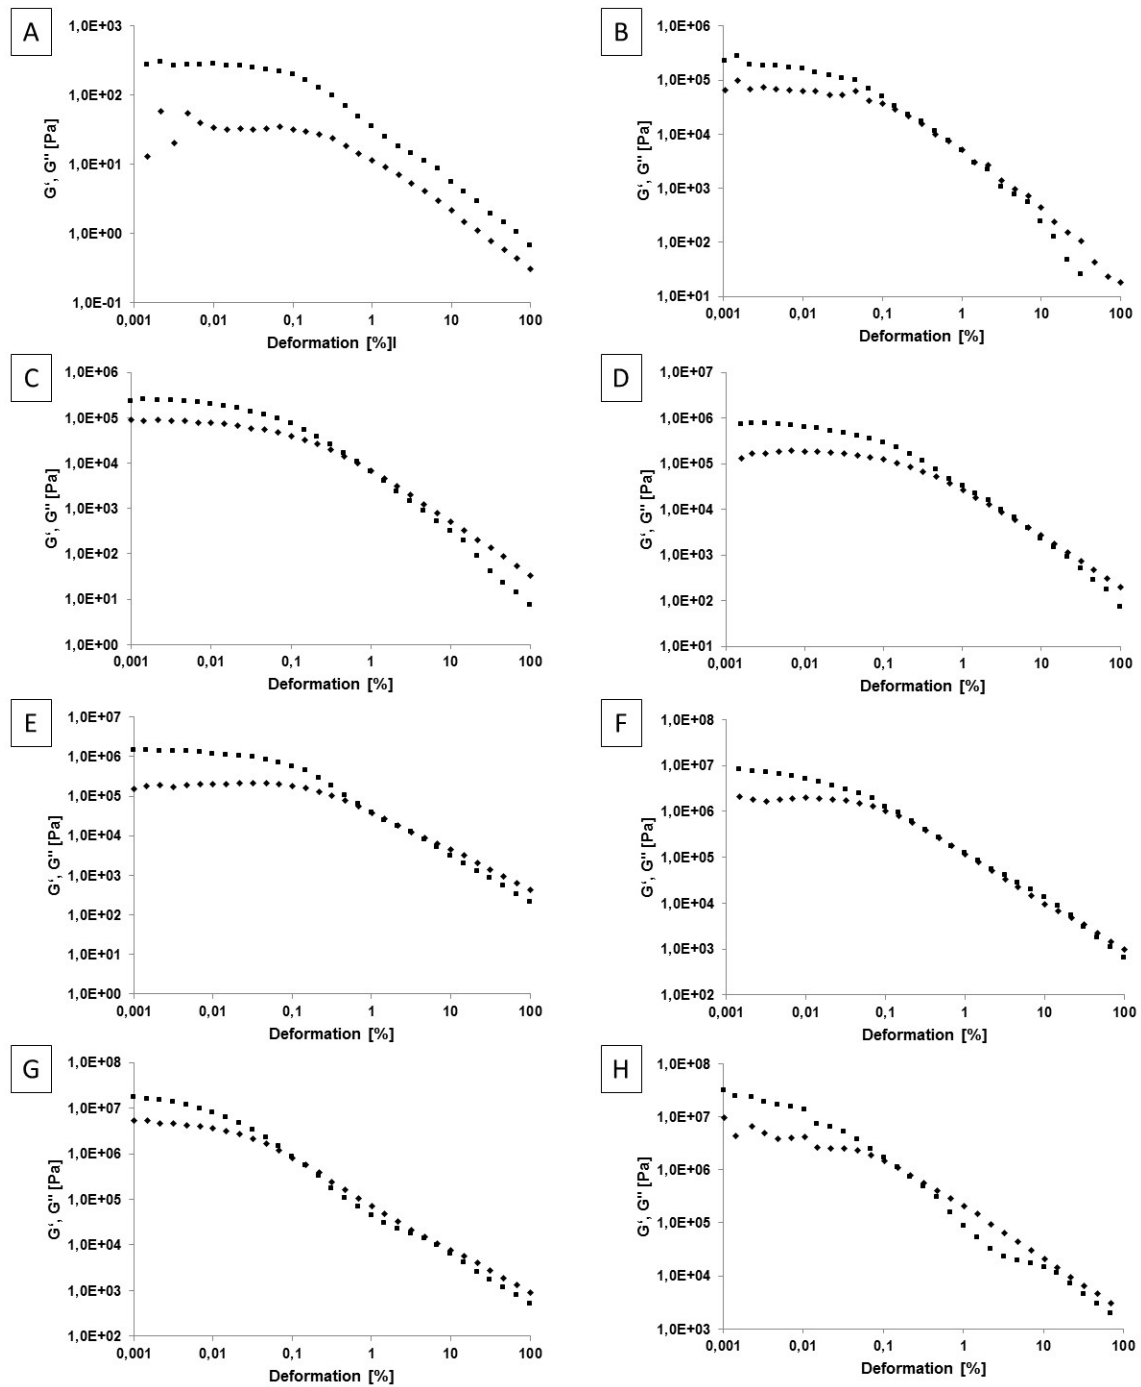 A
1,0E+03
1,0E+02
1,0E+01
1,0E+00
1,0E-01
G‘, G'' [Pa]
0,001 0,01 0,1 1 10 100
Deformation [%]I
B
1,0E+06
1,0E+05
1,0E+04
1,0E+03
1,0E+02
1,0E+01
G‘, G'' [Pa]
0,001 0,01 0,1 1 10 100
Deformation [%]
C
1,0E+06
1,0E+05
1,0E+04
1,0E+03
1,0E+02
1,0E+01
1,0E+00
G‘, G'' [Pa]
0,001 0,01 0,1 1 10 100
Deformation [%]
D
1,0E+07
1,0E+06
1,0E+05
1,0E+04
1,0E+03
1,0E+02
1,0E+01
G‘, G'' [Pa]
0,001 0,01 0,1 1 10 100
Deformation [%]
E
1,0E+07
1,0E+06
1,0E+05
1,0E+04
1,0E+03
1,0E+02
1,0E+01
1,0E+00
G‘, G'' [Pa]
0,001 0,01 0,1 1 10 100
Deformation [%]
F
1,0E+08
1,0E+07
1,0E+06
1,0E+05
1,0E+04
1,0E+03
1,0E+02
G‘, G'' [Pa]
0,001 0,01 0,1 1 10 100
Deformation [%]
G
1,0E+08
1,0E+07
1,0E+06
1,0E+05
1,0E+04
1,0E+03
1,0E+02
G‘, G'' [Pa]
0,001 0,01 0,1 1 10 100
Deformation [%]
H
1,0E+08
1,0E+07
1,0E+06
1,0E+05
1,0E+04
1,0E+03
G‘, G'' [Pa]
0,001 0,01 0,1 1 10 100
Deformation [%]